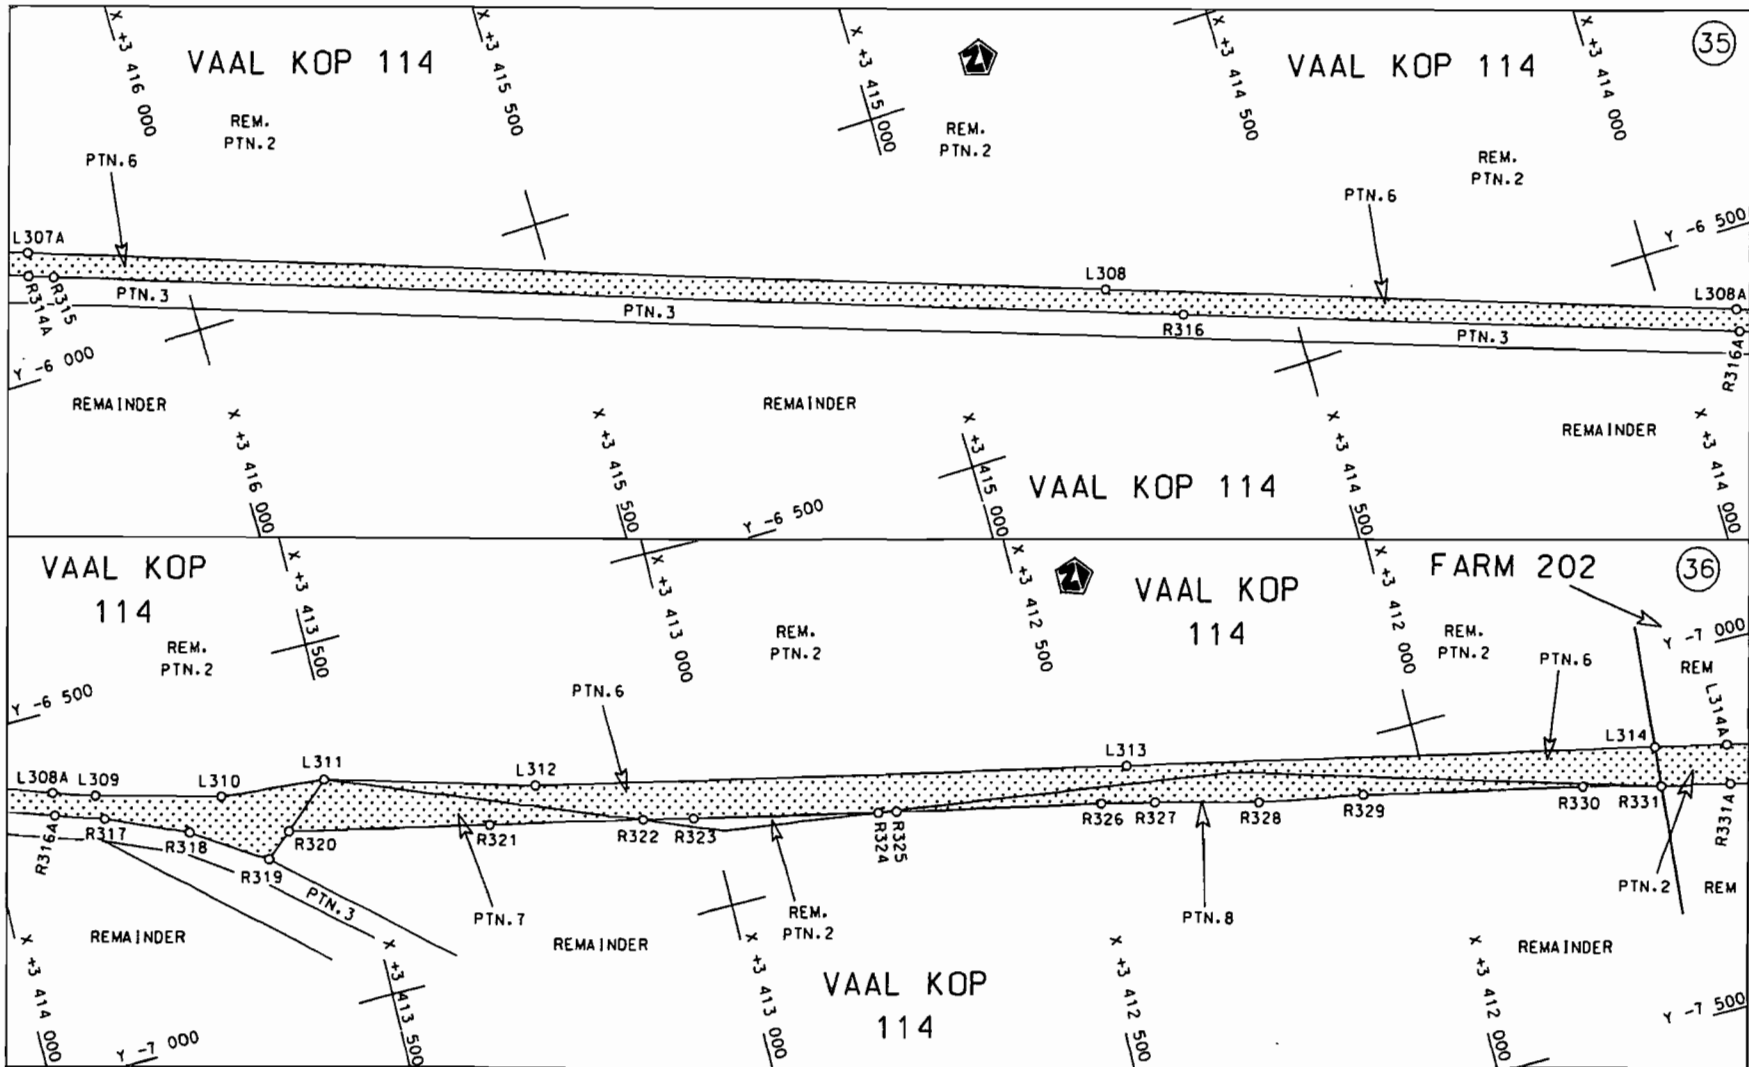 X +3 416 000
X +3 415 500
X +3 415 000
X +3 414 500
X +3 414 000
35
VAAL KOP 114
VAAL KOP 114
REM.
PTN.2
REM.
PTN.2
REM.
PTN.2
PTN.6
PTN.6
Y -6 500
L307A
L308
L308A
R314A
R315
PTN.3
PTN.3
R316
PTN.3
R316A
Y -6 000
REMAINDER
REMAINDER
REMAINDER
X +3 416 000
X +3 415 500
X +3 415 000
X +3 414 500
X +3 414 000
VAAL KOP 114
Y -6 500
VAAL KOP
114
X +3 413 500
X +3 413 000
X +3 412 500
X +3 412 000
VAAL KOP
114
FARM 202
36
REM.
PTN.2
REM.
PTN.2
REM.
PTN.2
Y -7 000
REM
PTN.6
PTN.6
Y -6 500
L308A
L309
L310
L311
L312
L313
L314
L314A
R316A
R317
R318
R319
R320
R321
R322
R323
R324
R325
R326
R327
R328
R329
R330
R331
R331A
PTN.3
PTN.7
REM.
PTN.2
PTN.8
PTN.2
REM
REMAINDER
REMAINDER
REMAINDER
X +3 414 000
X +3 413 500
X +3 413 000
X +3 412 500
X +3 412 000
VAAL KOP
114
Y -7 000
Y -7 500